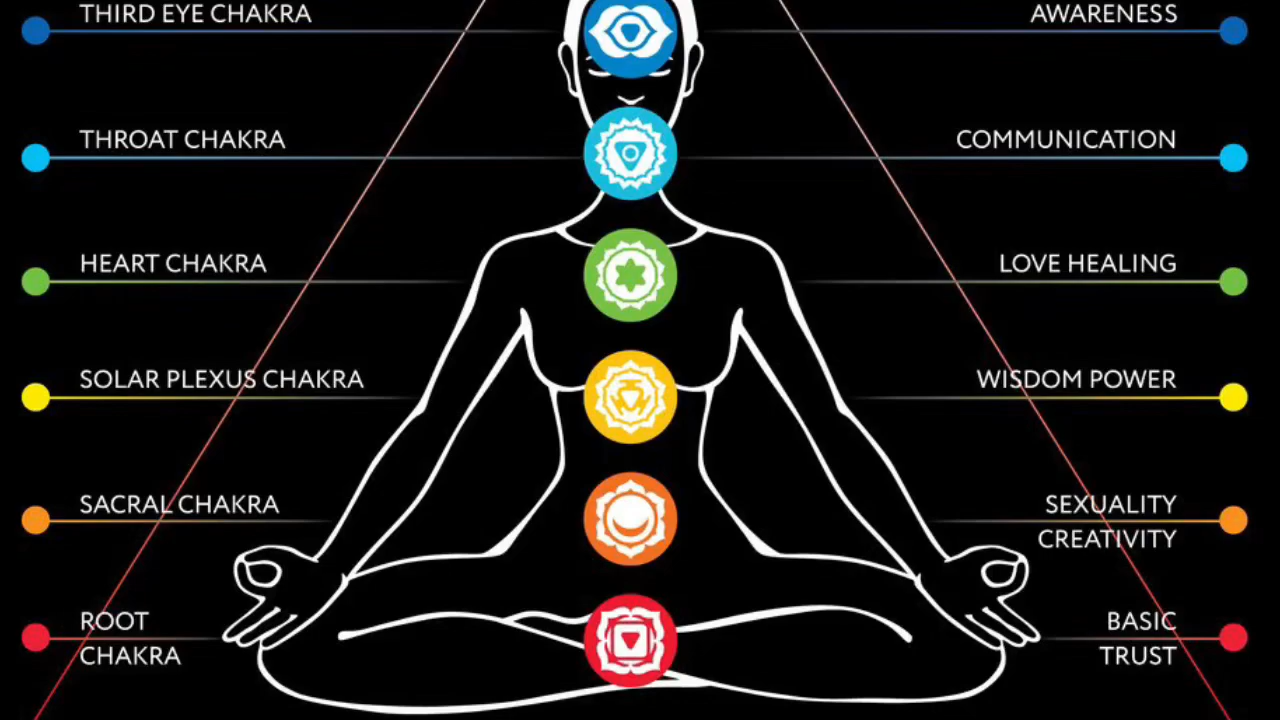 THIRD EYE CHAKRA
AWARENESS
THROAT CHAKRA
COMMUNICATION
HEART CHAKRA
LOVE HEALING
SOLAR PLEXUS CHAKRA
WISDOM POWER
SACRAL CHAKRA
SEXUALITY
CREATIVITY
ROOT
CHAKRA
BASIC
TRUST